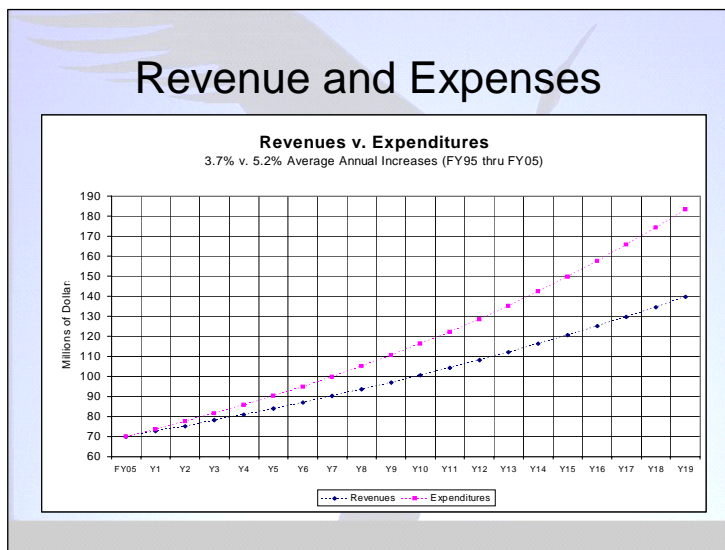 Revenue and Expenses
Revenues v. Expenditures
3.7% v. 5.2% Average Annual Increases (FY95 thru FY05)
Millions of Dollar
190
180
170
160
150
140
130
120
110
100
90
80
70
60
FY05 Y1 Y2 Y3 Y4 Y5 Y6 Y7 Y8 Y9 Y10 Y11 Y12 Y13 Y14 Y15 Y16 Y17 Y18 Y19
Revenues Expenditures